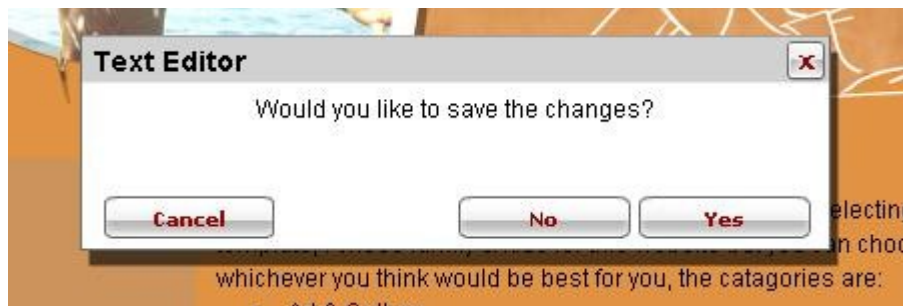 Text Editor
x
Would you like to save the changes?
Cancel
No
Yes
whichever you think would be best for you, the catagories are: